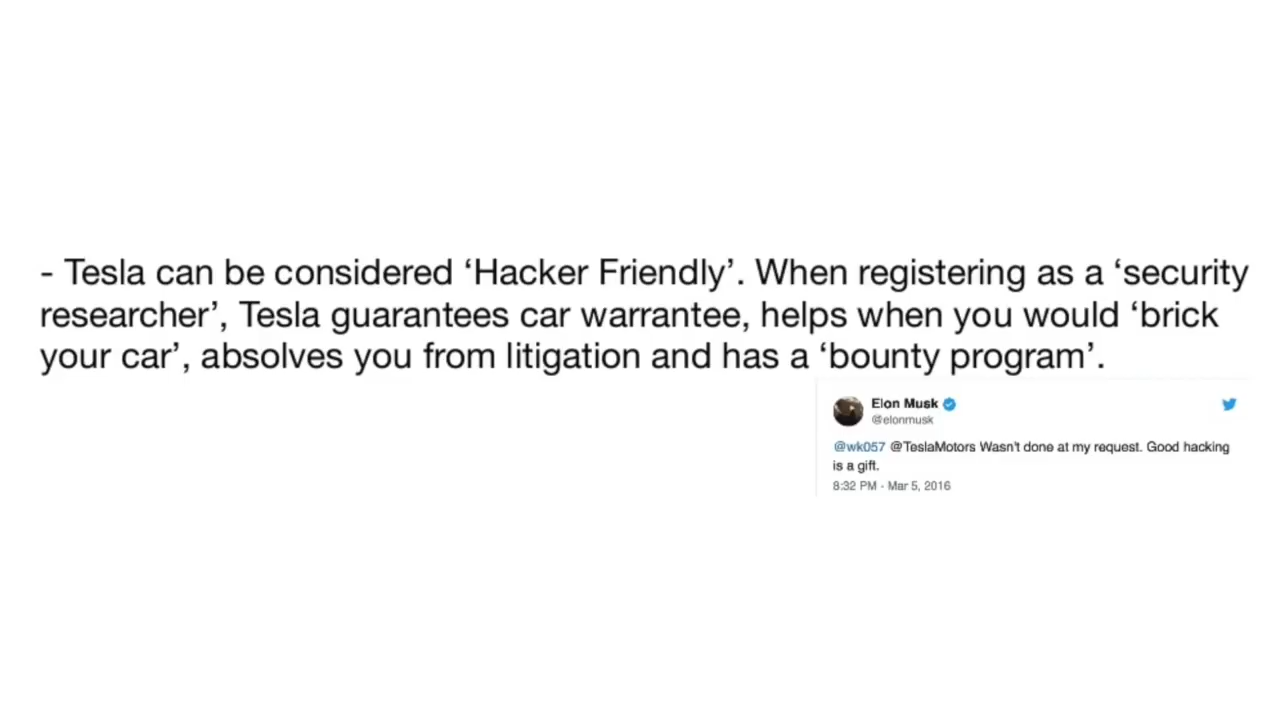 - Tesla can be considered ‘Hacker Friendly’. When registering as a ‘security
researcher’, Tesla guarantees car warrantee, helps when you would ‘brick
your car’, absolves you from litigation and has a ‘bounty program’.
Elon Musk
@elonmusk
@wk057 @TeslaMotors Wasn't done at my request. Good hacking
is a gift.
8:32 PM - Mar 5, 2016